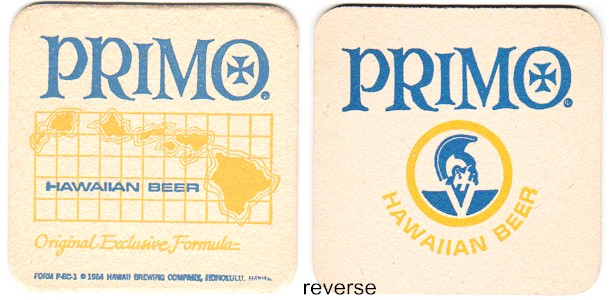 PRIMO
HAWAIIAN BEER
Original Exclusive Formula
FORM P-BC-1 © 1964 HAWAII BREWING COMPANY, HONOLULU, HAWAII
PRIMO
HAWAIIAN BEER
reverse